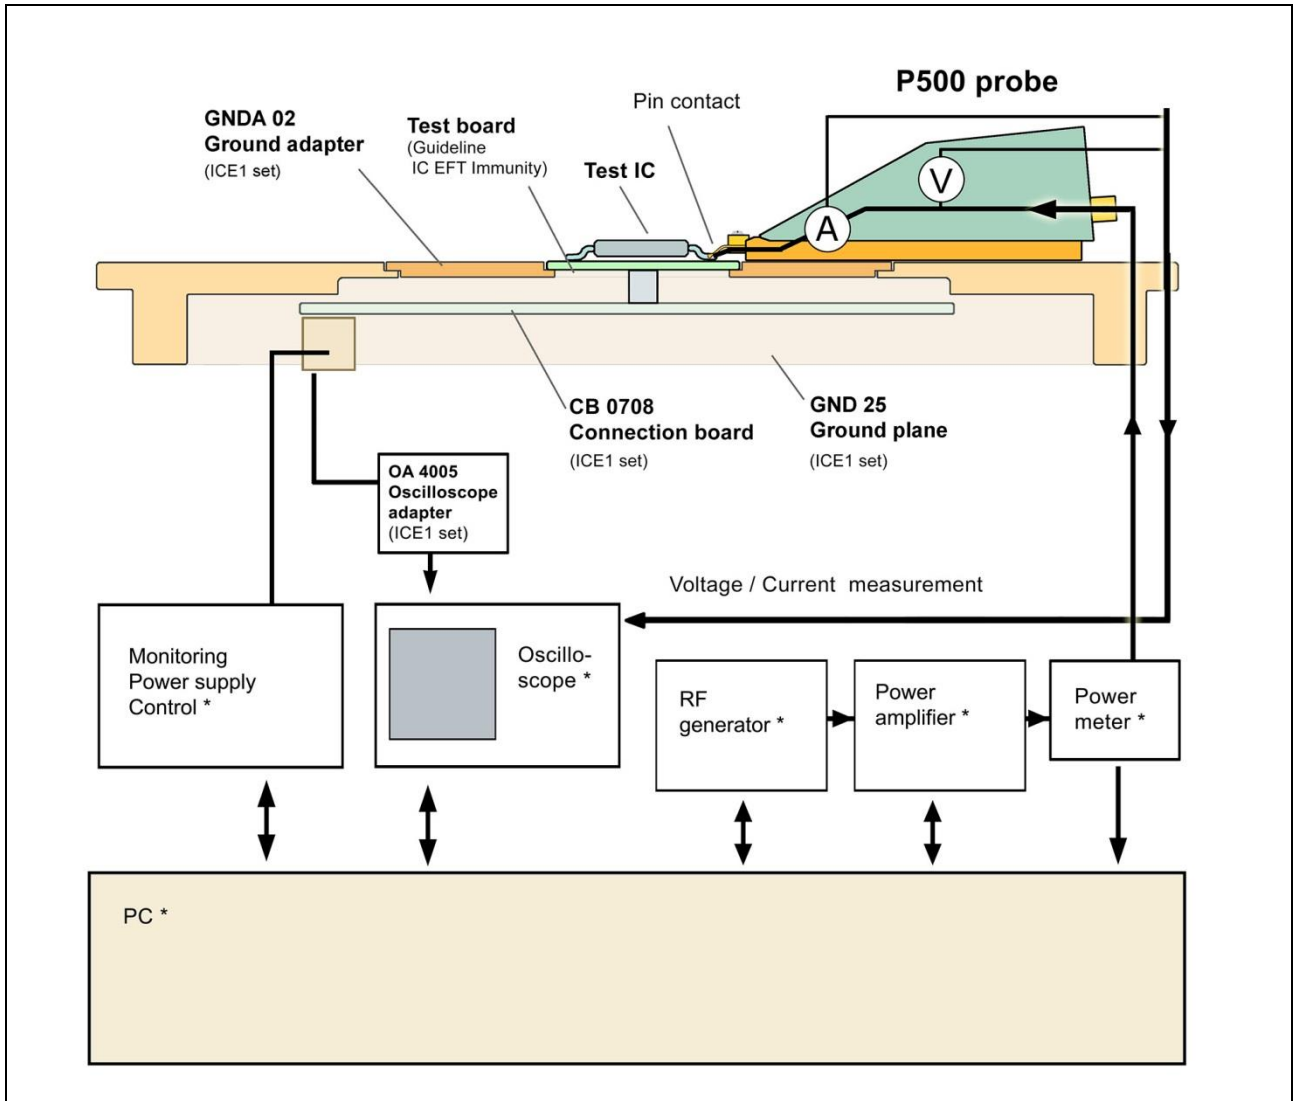 P500 probe
Pin contact
GNDA 02
Ground adapter
(ICE1 set)
Test board
(Guideline
IC EFT Immunity)
Test IC
V
A
CB 0708
Connection board
(ICE1 set)
GND 25
Ground plane
(ICE1 set)
OA 4005
Oscilloscope
adapter
(ICE1 set)
Voltage / Current measurement
Monitoring
Power supply
Control *
Oscillo-
scope *
RF
generator *
Power
amplifier *
Power
meter *
PC *